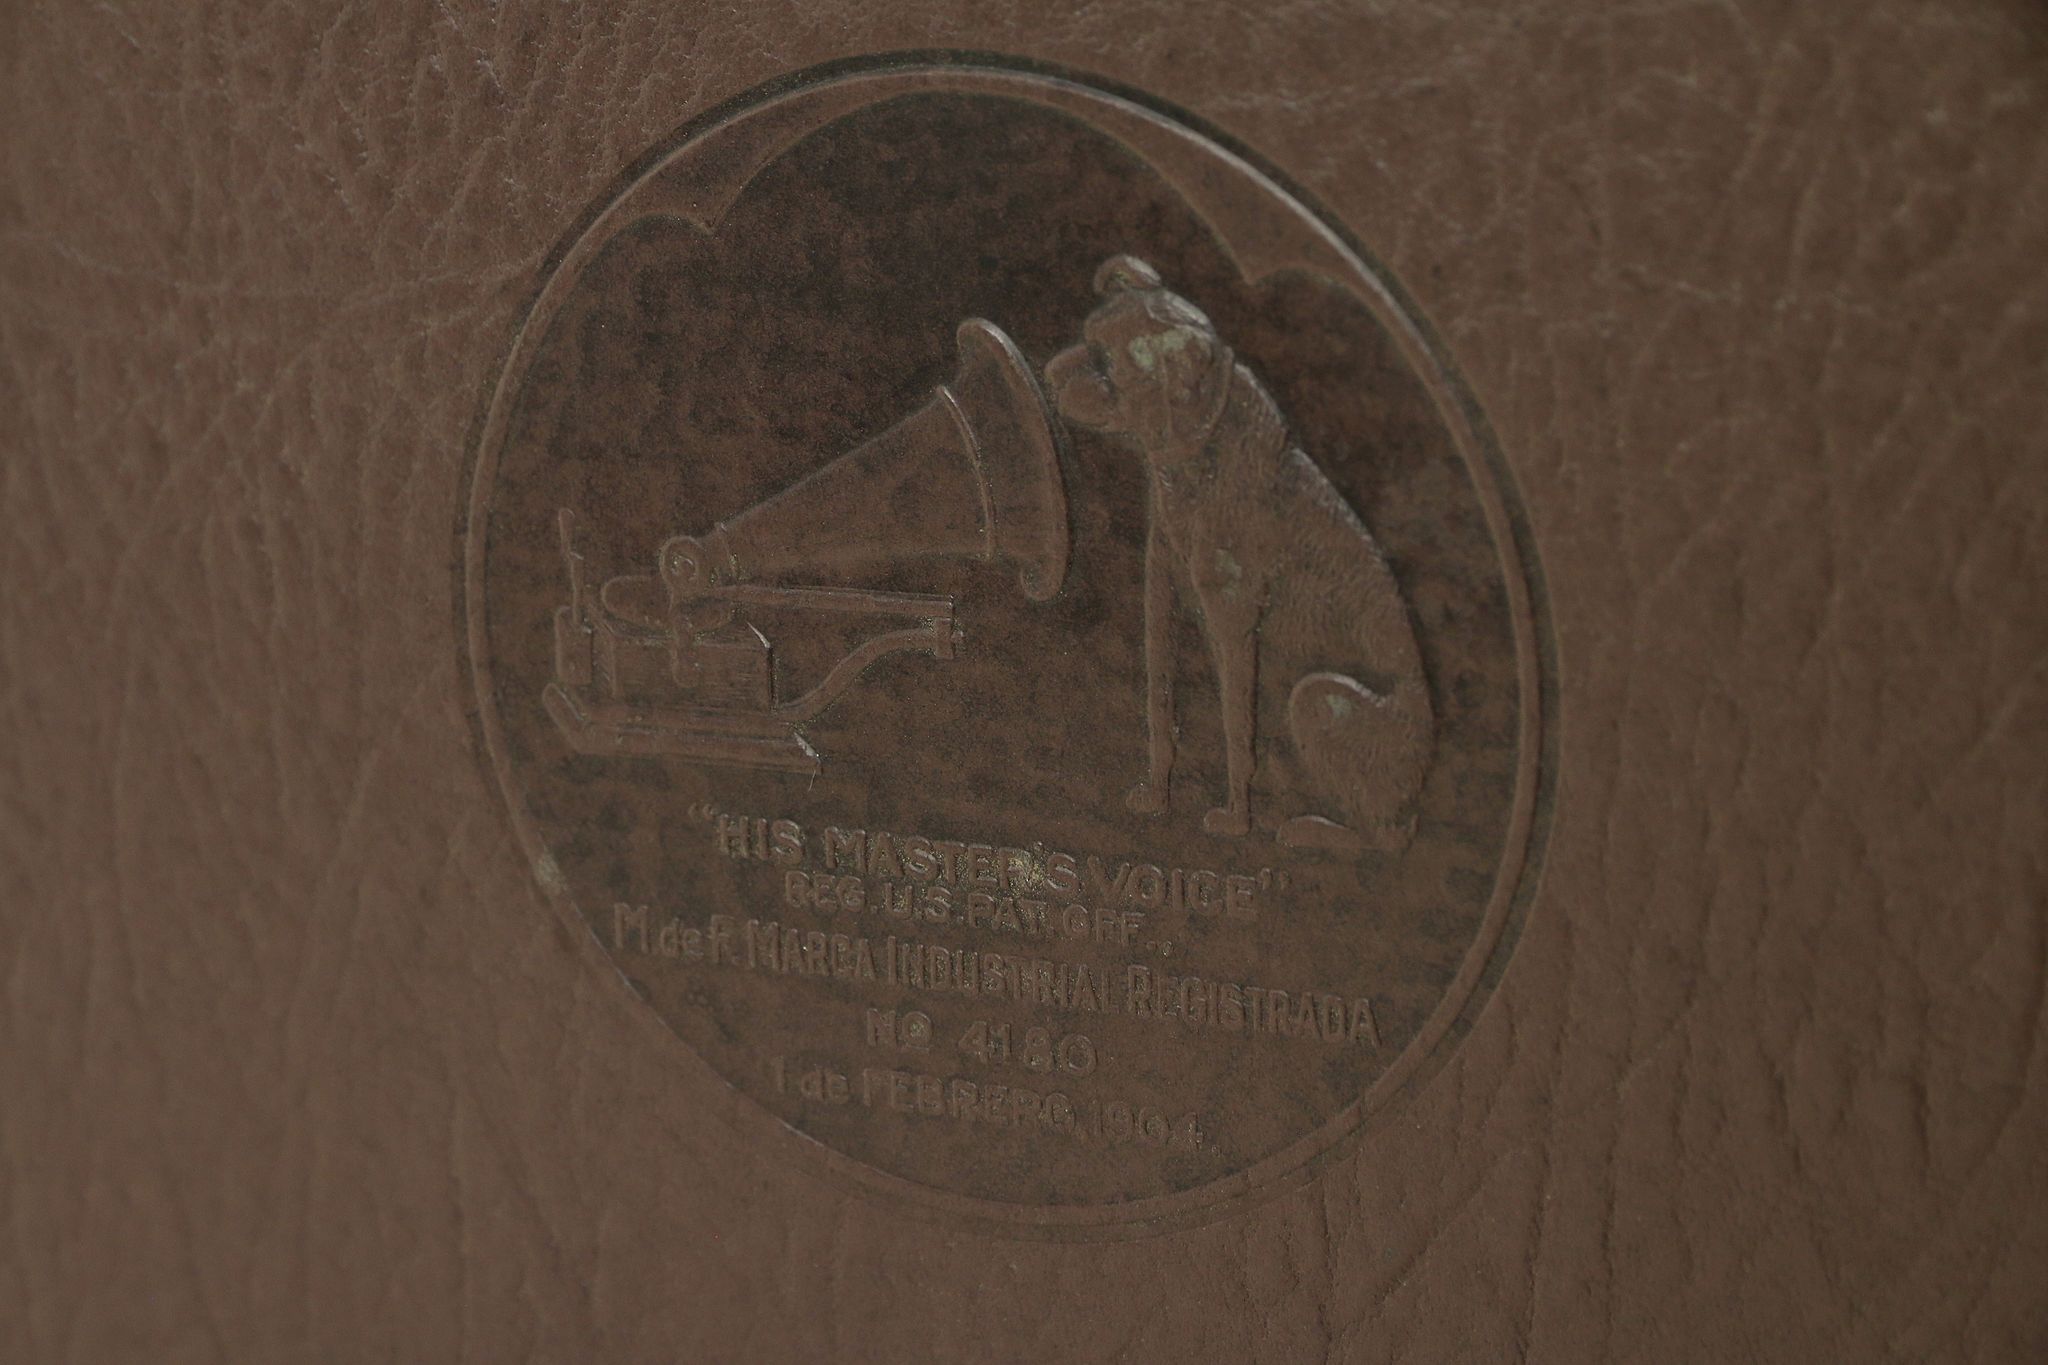 "HIS MASTER'S VOICE"
REG. U.S. PAT. OFF.
M. de F. MARCA INDUSTRIAL REGISTRADA
NO 4180
1 de FEBRERO, 1904.